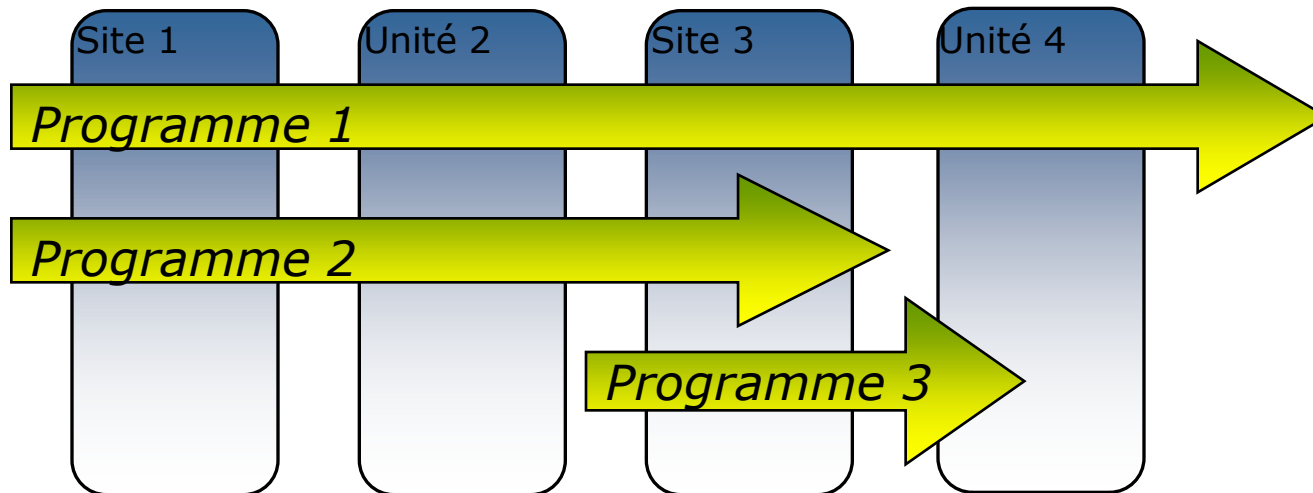 Site 1
Unité 2
Site 3
Unité 4
Programme 1
Programme 2
Programme 3